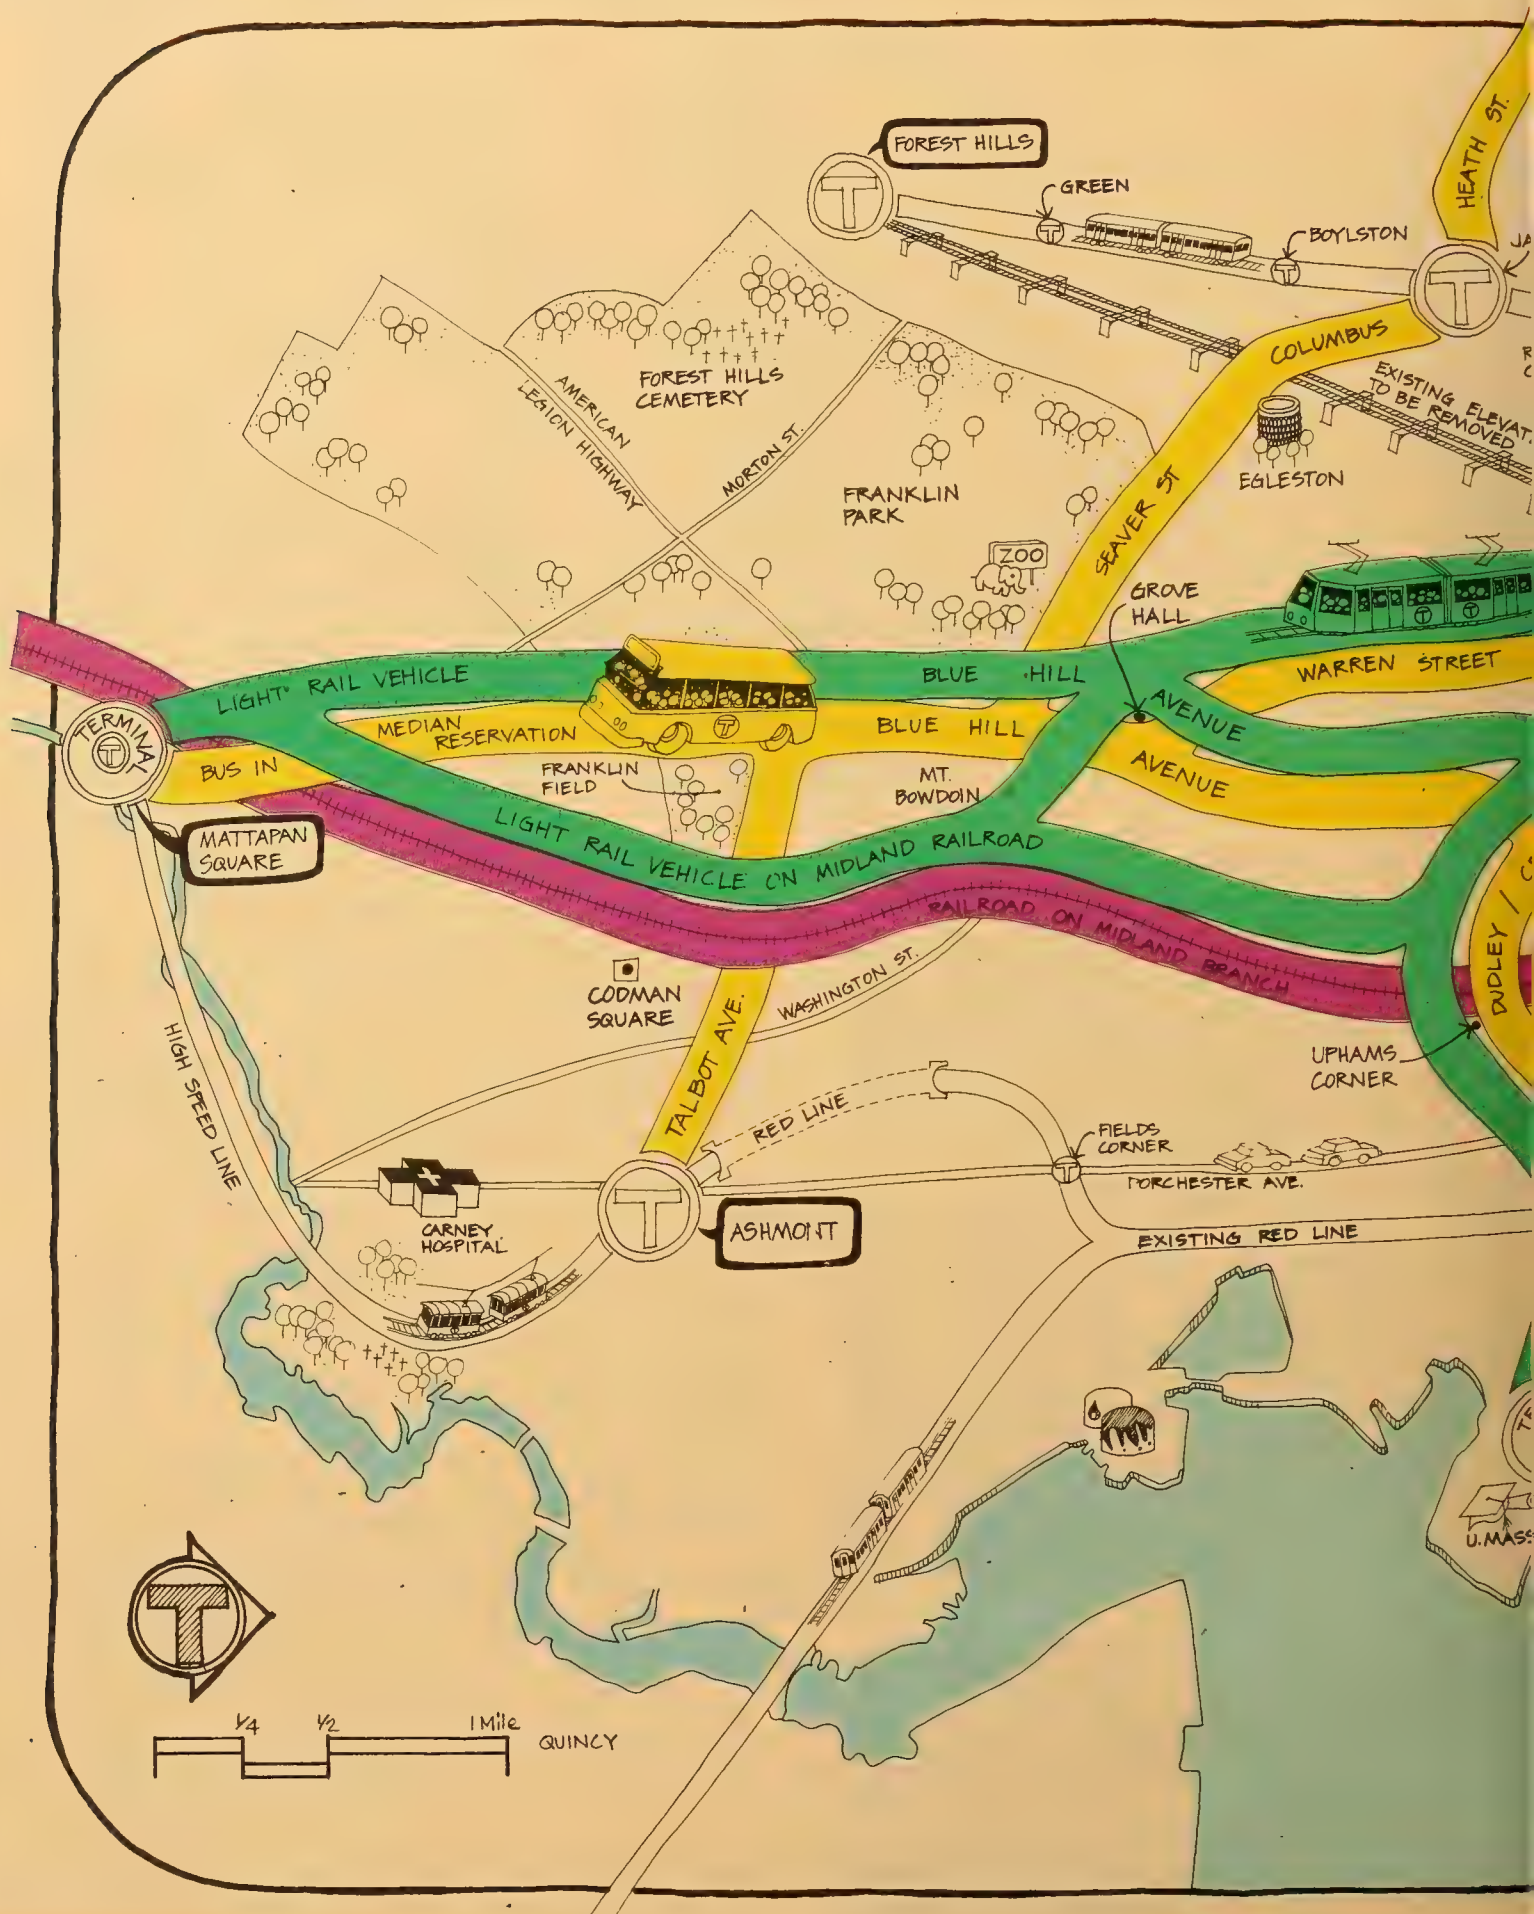 HEATH ST.
FOREST HILLS
GREEN
BOYLSTON
JA
COLUMBUS
EXISTING ELEVAT
TO BE REMOVED
EGLESTON
AMERICAN
LEGION HIGHWAY
FOREST HILLS
CEMETERY
MORTON ST.
FRANKLIN
PARK
SEAVER ST
ZOO
GROVE
HALL
T
T
WARREN STREET
LIGHT RAIL VEHICLE
BLUE HILL
AVENUE
MEDIAN
RESERVATION
T
BLUE HILL
AVENUE
TERMINAL
T
BUS IN
FRANKLIN
FIELD
MT.
BOWDOIN
MATTAPAN
SQUARE
LIGHT RAIL VEHICLE ON MIDLAND RAILROAD
RAILROAD ON MIDLAND BRANCH
DUDLEY / C
CODMAN
SQUARE
WASHINGTON ST.
TALBOT AVE.
UPHAMS
CORNER
HIGH SPEED LINE
RED LINE
FIELDS
CORNER
T
DORCHESTER AVE.
CARNEY
HOSPITAL
T
ASHMONT
EXISTING RED LINE
TE
U.MASS
T
1/4 1/2 1 Mile
QUINCY